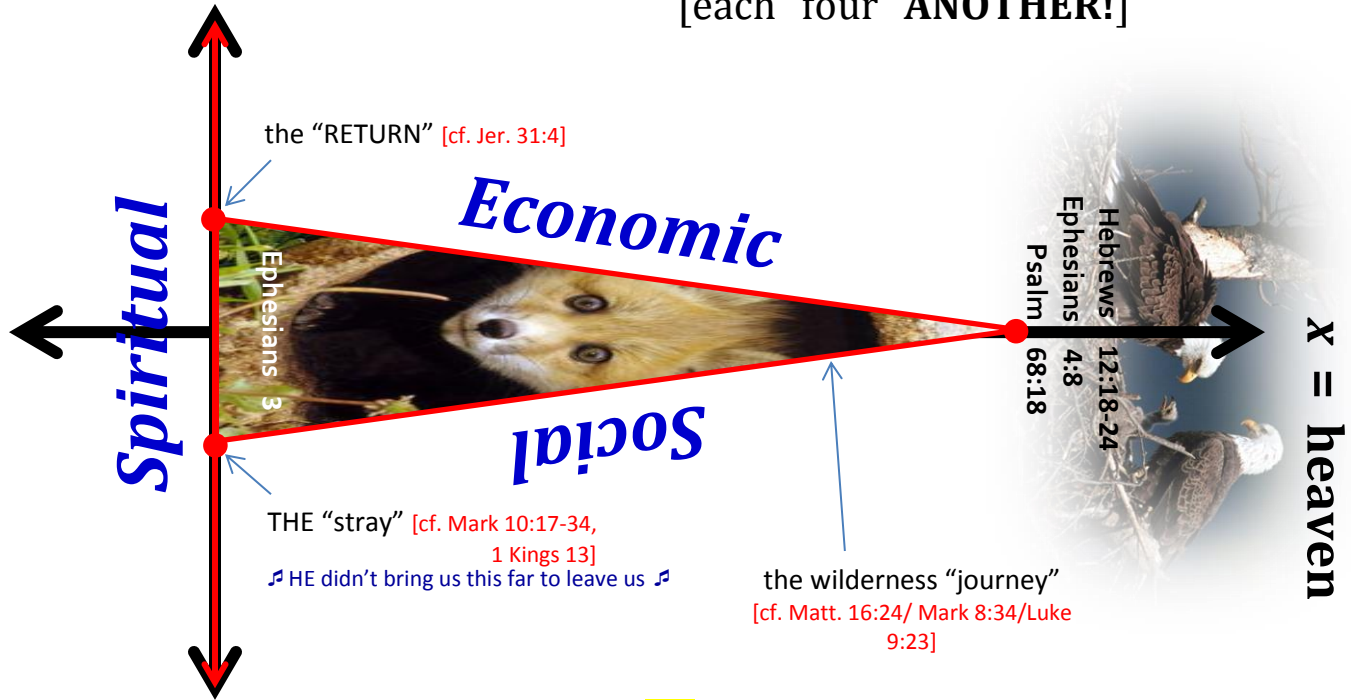 [each four ANOTHER!]
the “RETURN” [cf. Jer. 31:4]
Economic
Spiritual
Ephesians 3
Hebrews 12:18-24
Ephesians 4:8
Psalm 68:18
x = heaven
Social
THE “stray” [cf. Mark 10:17-34,
1 Kings 13]
♬ HE didn’t bring us this far to leave us ♬
the wilderness “journey”
[cf. Matt. 16:24/ Mark 8:34/Luke
9:23]